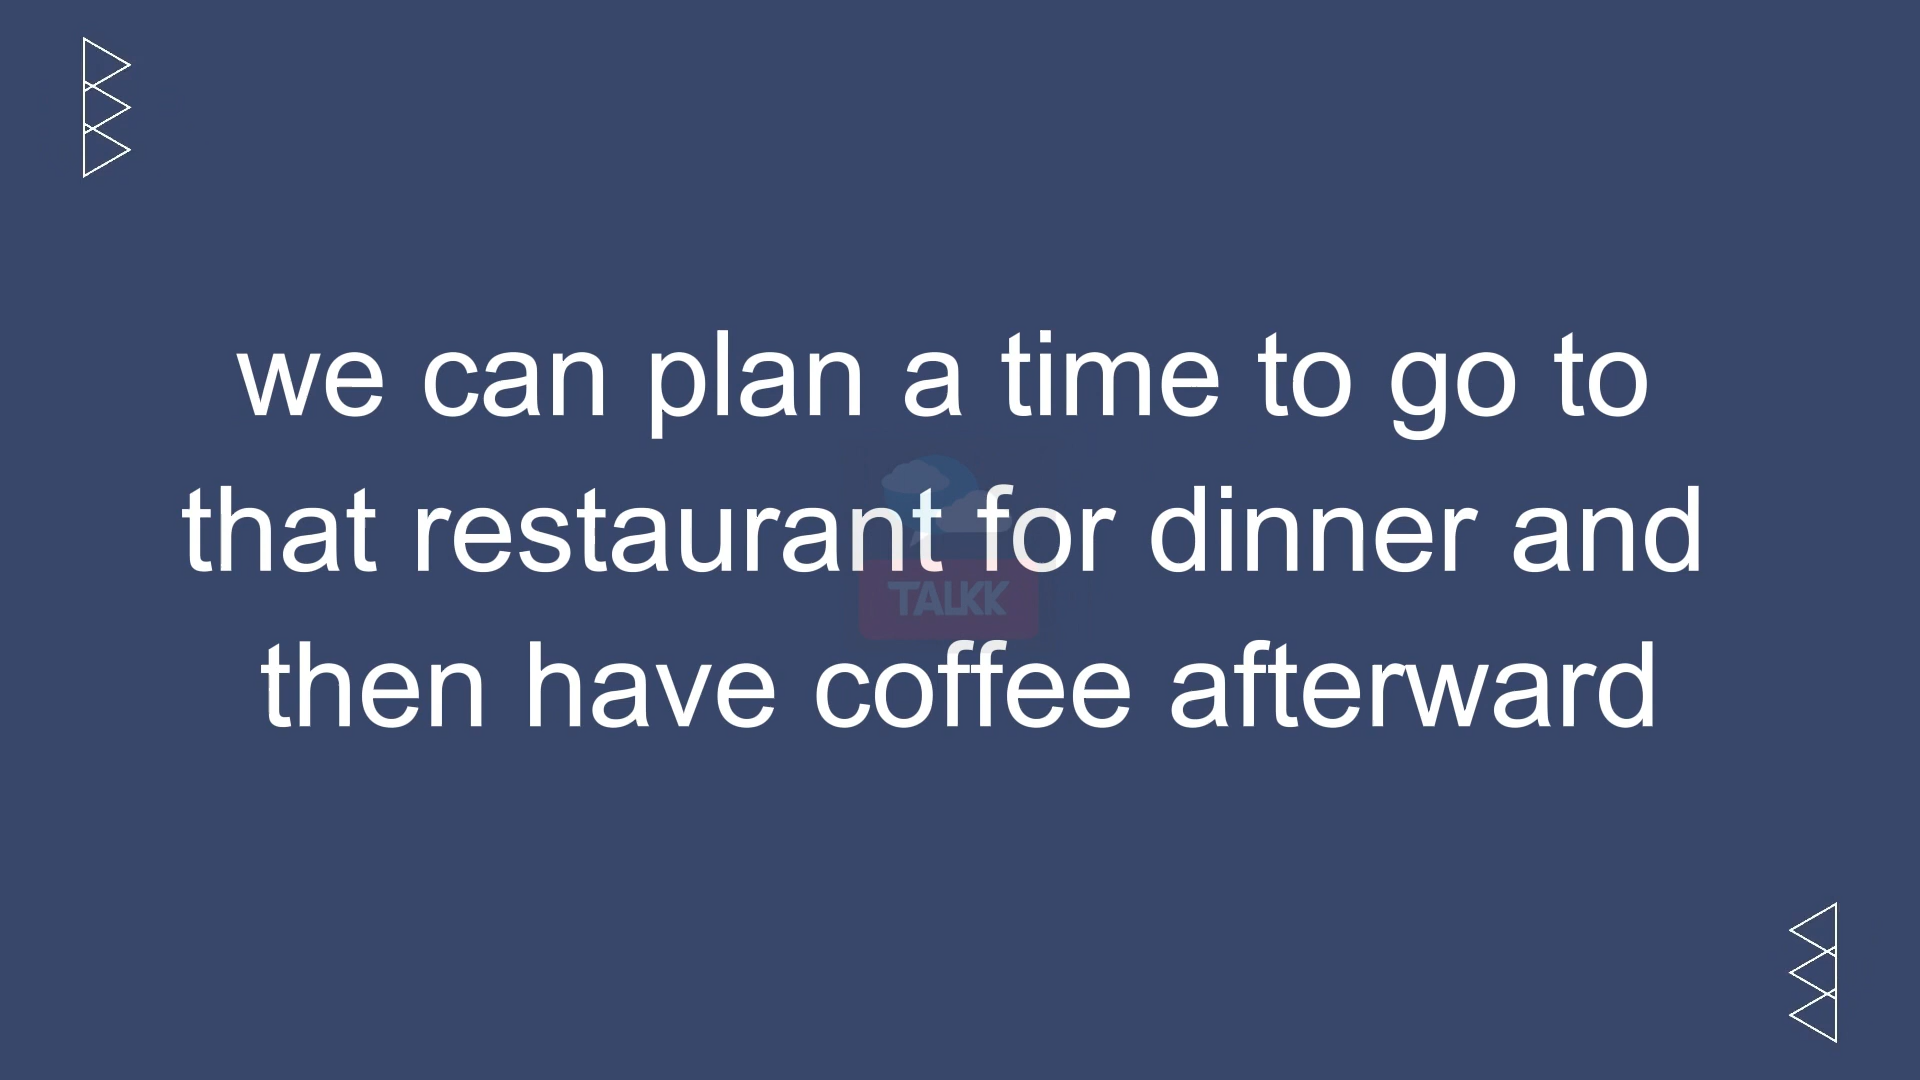 we can plan a time to go to
that restaurant for dinner and
TALKK
then have coffee afterward